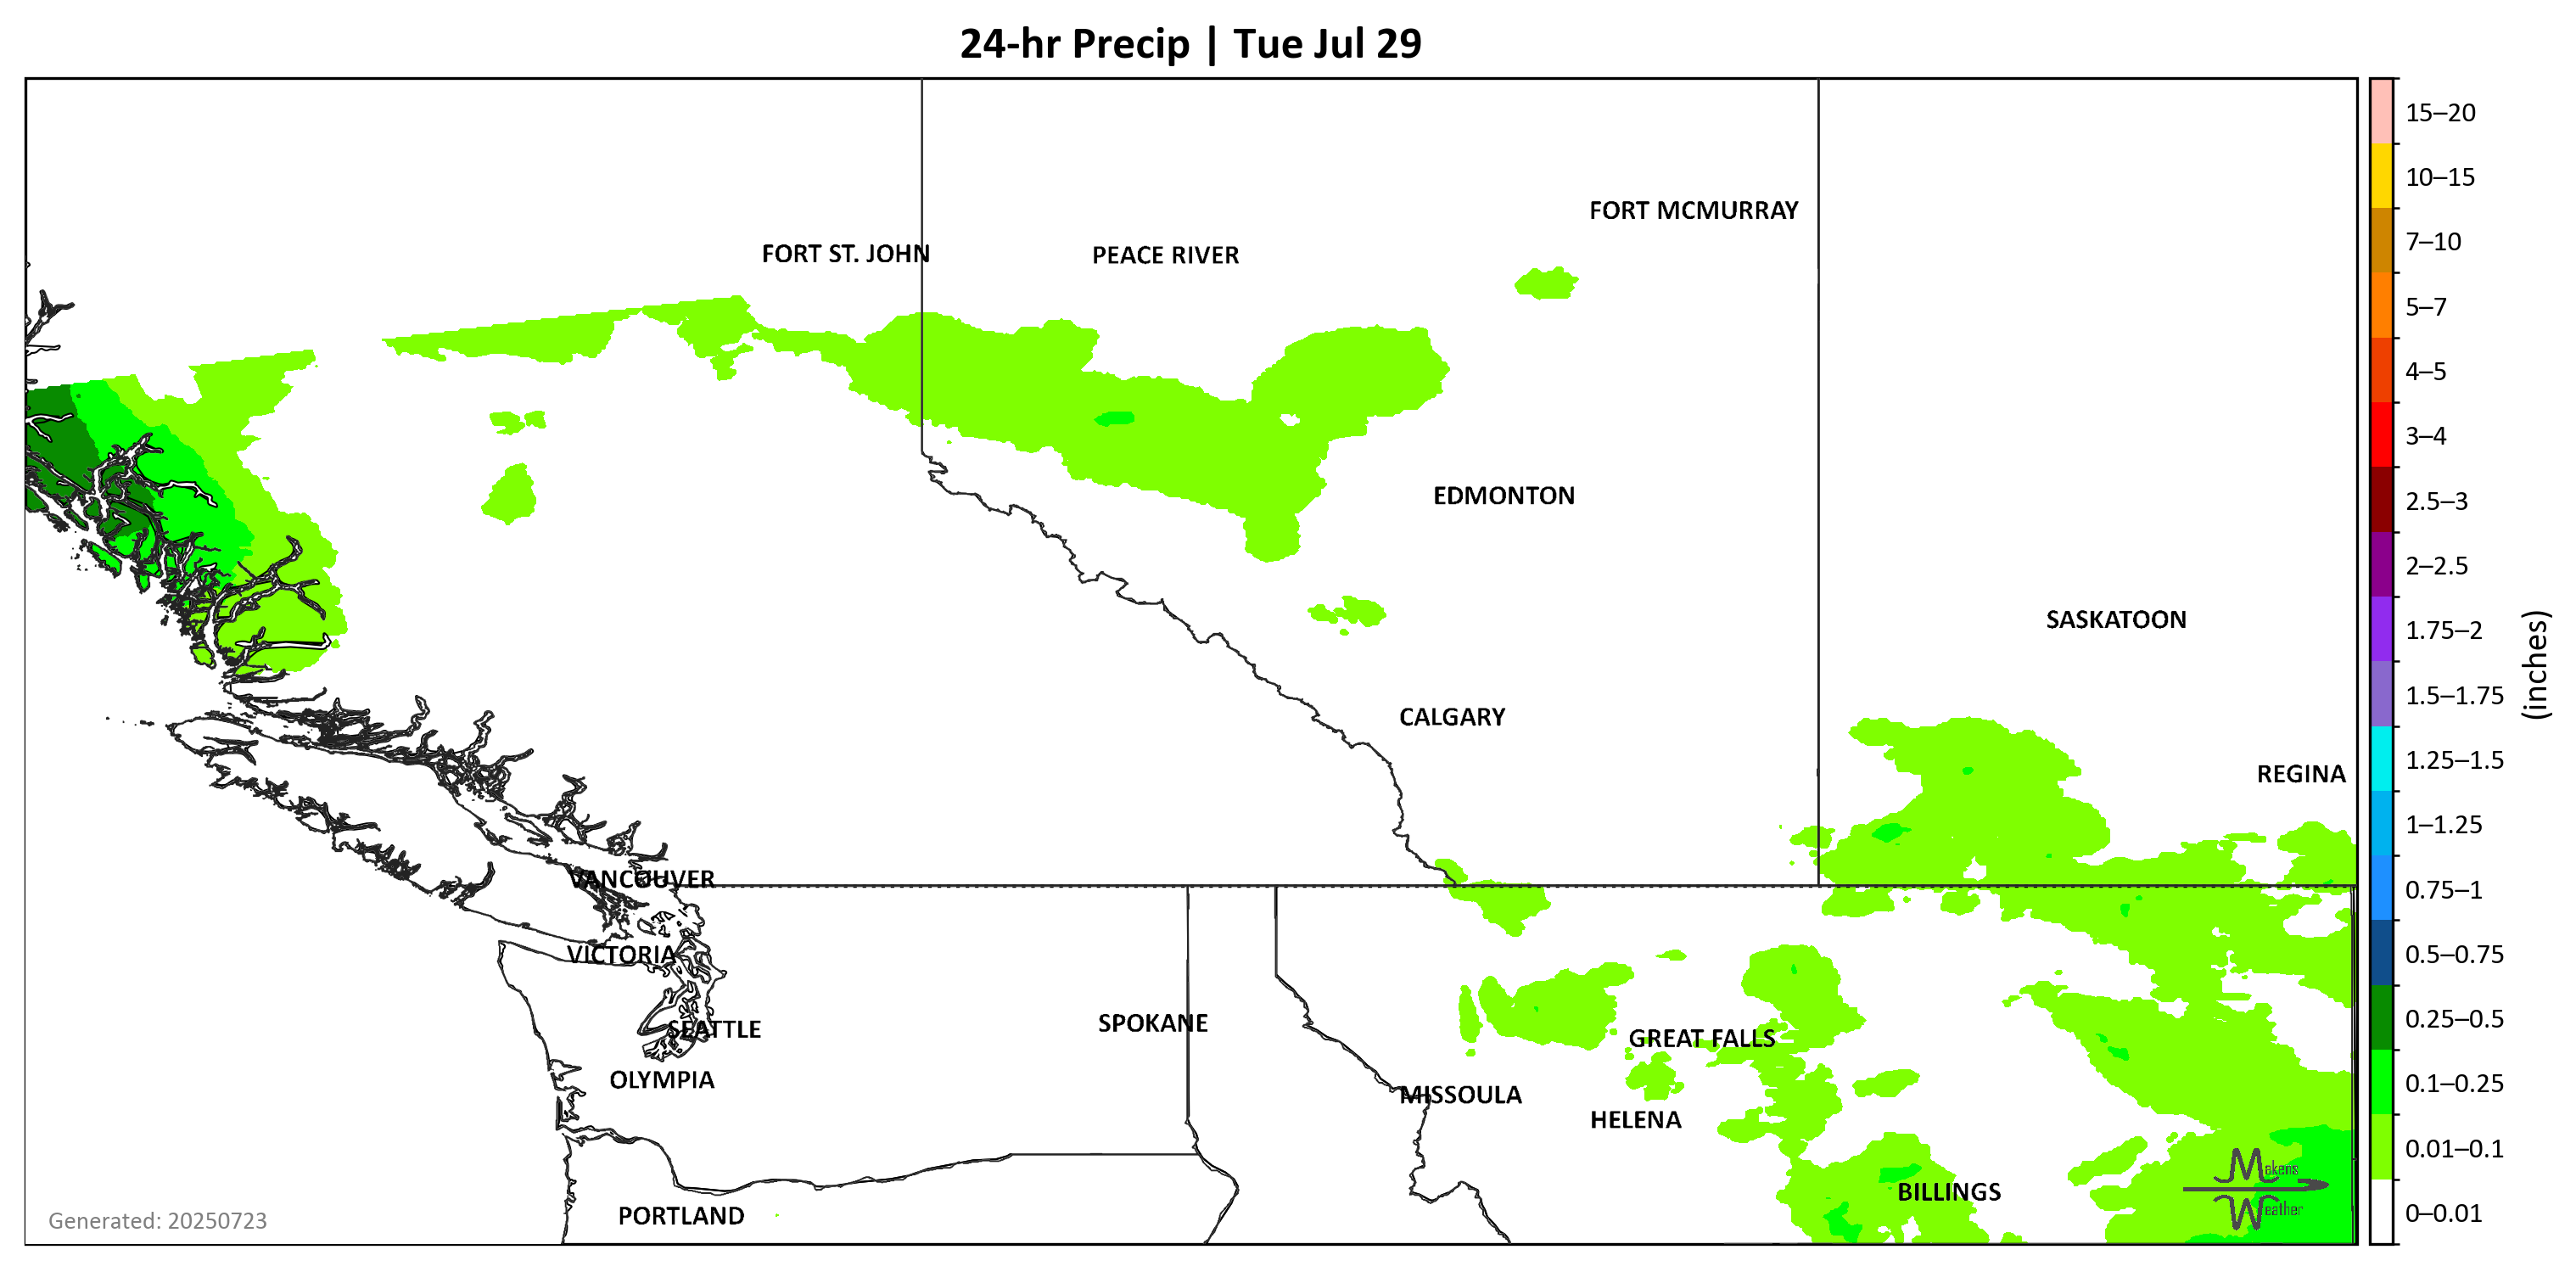 24-hr Precip | Tue Jul 29
FORT MCMURRAY
FORT ST. JOHN
PEACE RIVER
EDMONTON
SASKATOON
CALGARY
REGINA
VANCOUVER
VICTORIA
SPOKANE
SEATTLE
GREAT FALLS
OLYMPIA
MISSOULA
HELENA
BILLINGS
PORTLAND
Makens
Weather
Generated: 20250723
15–20
10–15
7–10
5–7
4–5
3–4
2.5–3
2–2.5
1.75–2
1.5–1.75
1.25–1.5
1–1.25
0.75–1
0.5–0.75
0.25–0.5
0.1–0.25
0.01–0.1
0–0.01
(inches)